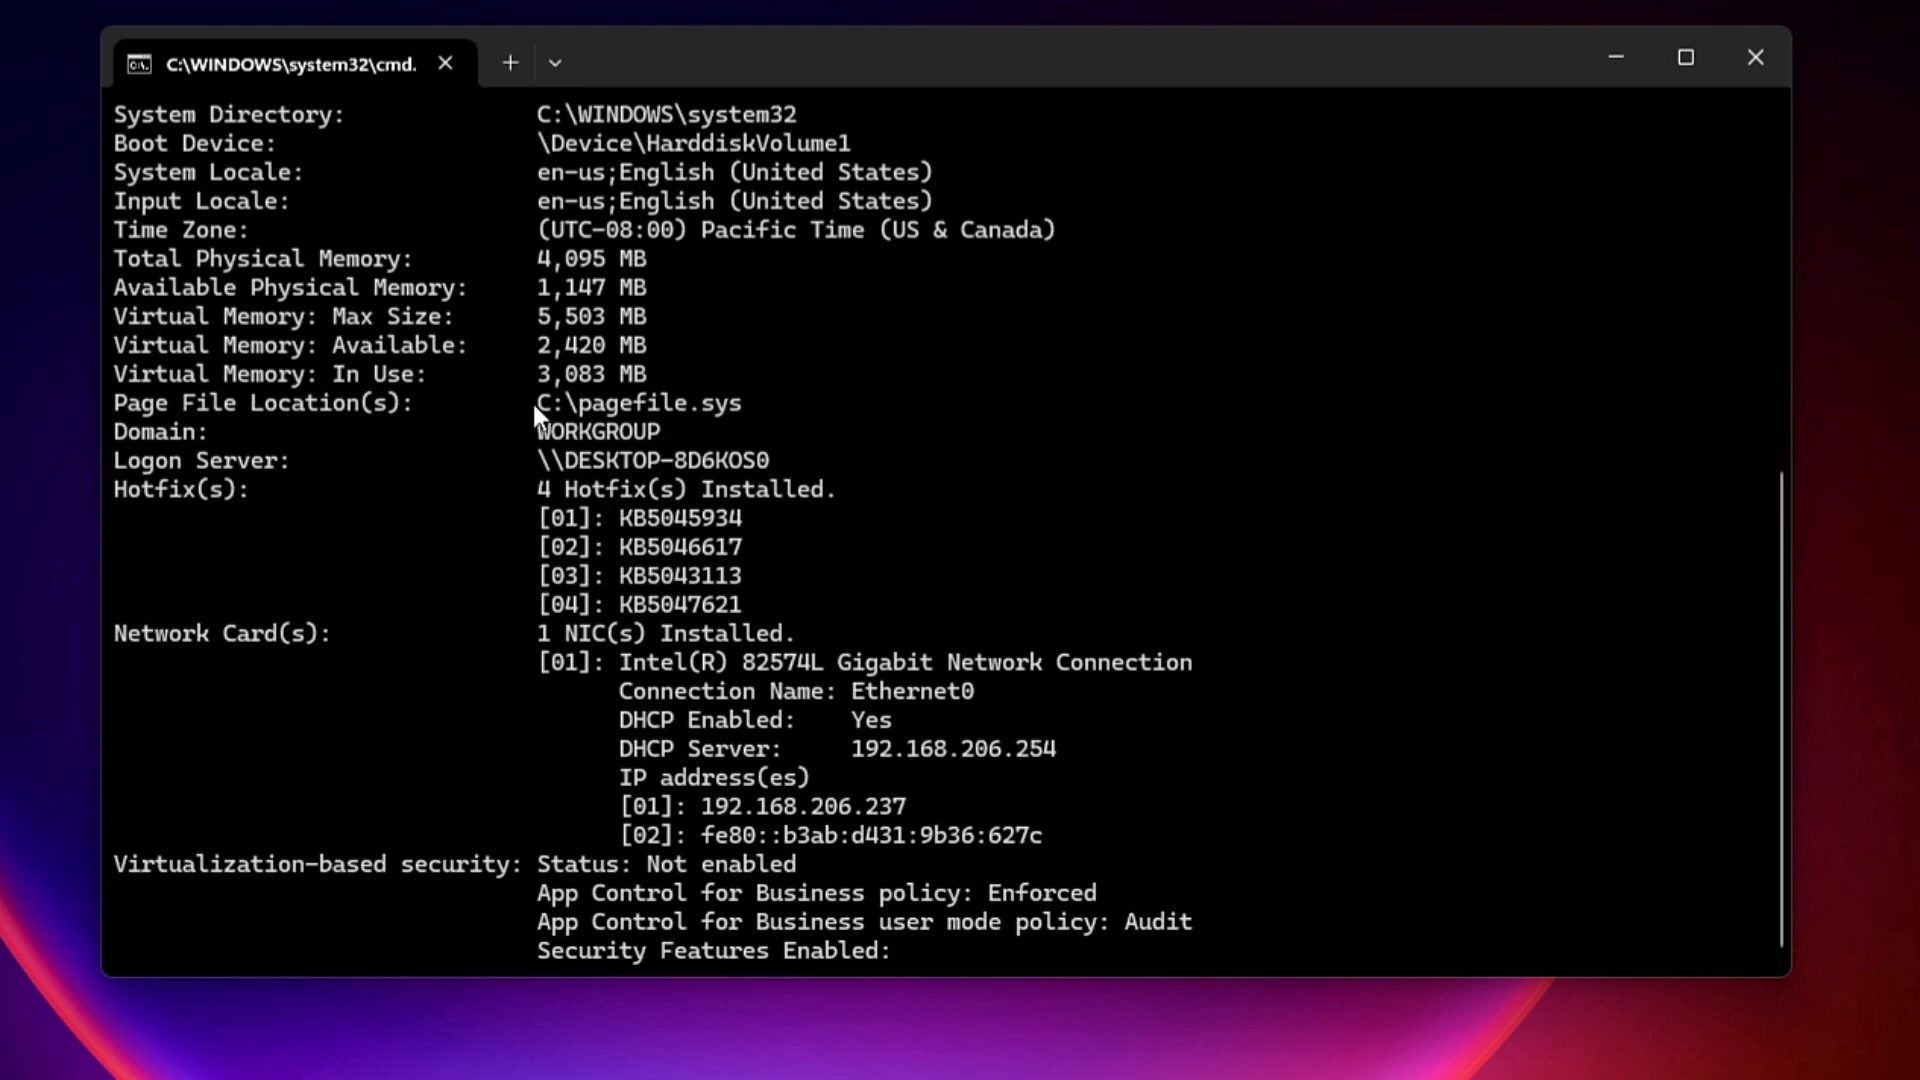 C:\WINDOWS\system32\cmd.
System Directory: C:\WINDOWS\system32
Boot Device: \Device\HarddiskVolume1
System Locale: en-us;English (United States)
Input Locale: en-us;English (United States)
Time Zone: (UTC-08:00) Pacific Time (US & Canada)
Total Physical Memory: 4,095 MB
Available Physical Memory: 1,147 MB
Virtual Memory: Max Size: 5,503 MB
Virtual Memory: Available: 2,420 MB
Virtual Memory: In Use: 3,083 MB
Page File Location(s): C:\pagefile.sys
Domain: WORKGROUP
Logon Server: \\DESKTOP-8D6KOS0
Hotfix(s): 4 Hotfix(s) Installed.
[01]: KB5045934
[02]: KB5046617
[03]: KB5043113
[04]: KB5047621
Network Card(s): 1 NIC(s) Installed.
[01]: Intel(R) 82574L Gigabit Network Connection
Connection Name: Ethernet0
DHCP Enabled: Yes
DHCP Server: 192.168.206.254
IP address(es)
[01]: 192.168.206.237
[02]: fe80::b3ab:d431:9b36:627c
Virtualization-based security: Status: Not enabled
App Control for Business policy: Enforced
App Control for Business user mode policy: Audit
Security Features Enabled: